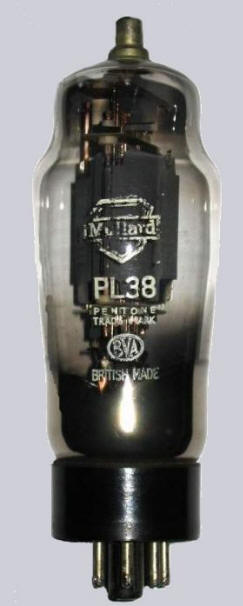 Mullard
PL38
"PENTONE"
TRADE MARK
BVA
BRITISH MADE